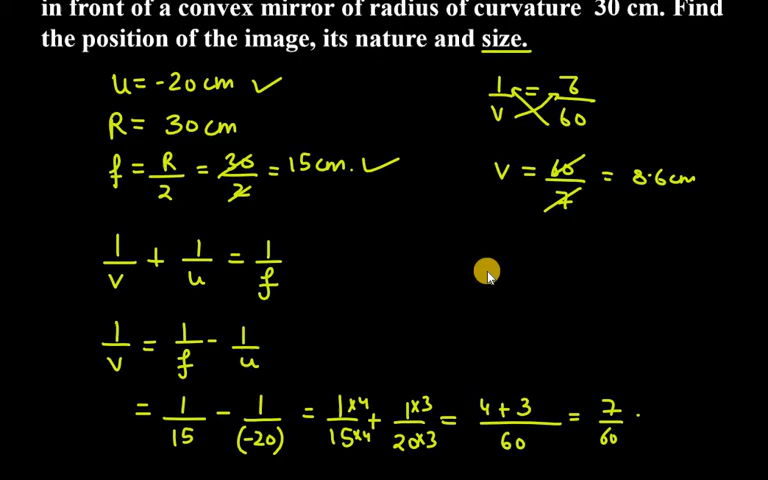 in front of a convex mirror of radius of curvature 30 cm. Find
the position of the image, its nature and size.
u = -20 cm ✓
R = 30 cm
f = R/2 = 30/2 = 15 cm. ✓
1/v + 1/u = 1/f
1/v = 1/f - 1/u
= 1/15 - 1/(-20) = 1×4/15×4 + 1×3/20×3 = 4+3/60 = 7/60 .
1/v = 7/60
v = 60/7 = 8.6 cm